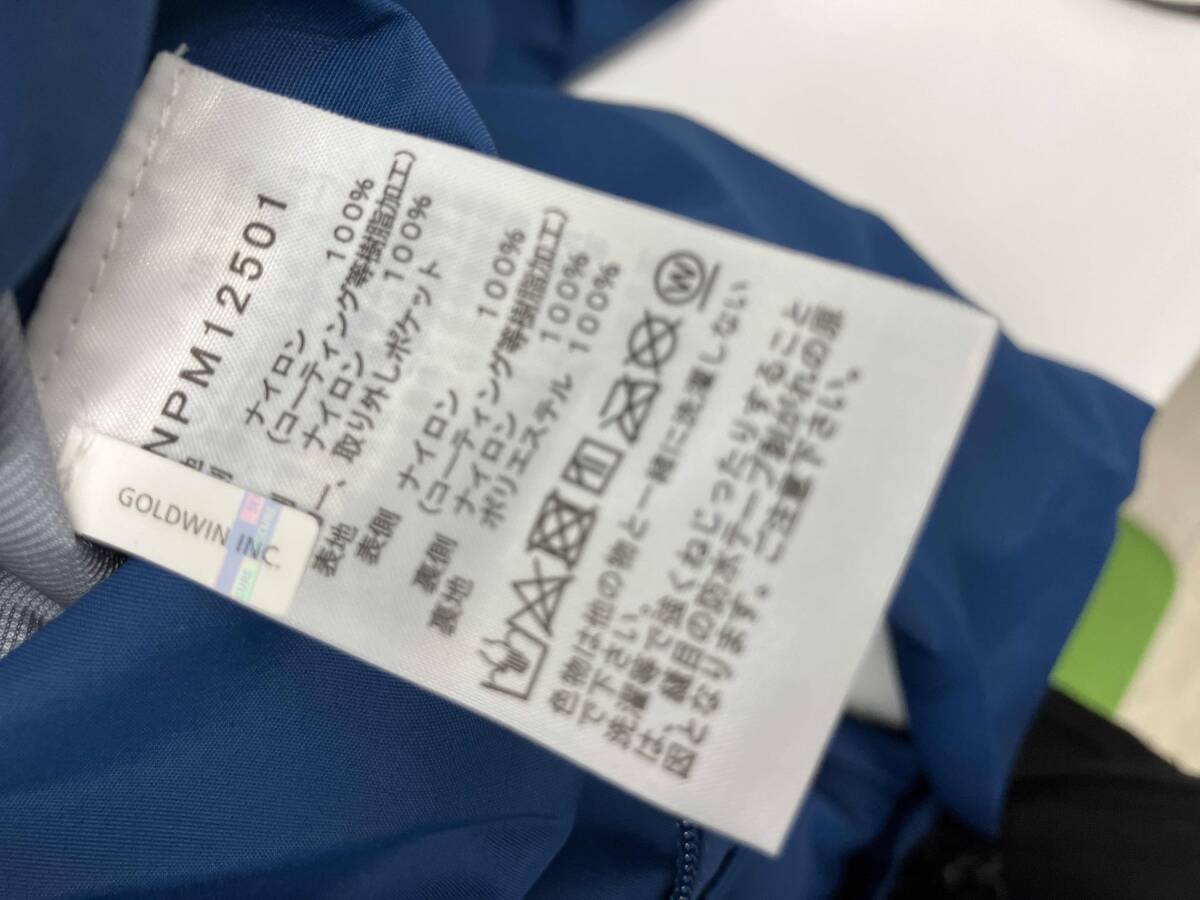 NPM12501
ナイロン 100%
(コーティング等樹脂加工)
ナイロン 100%
、取り外しポケット
表地
表側 ナイロン 100%
(コーティング等樹脂加工)
裏側 ナイロン 100%
裏地 ポリエステル 100%
W
色物は他の物と一緒に洗濯しない
で下さい。
洗濯等で強くねじったりすること
は、縫目の防水テープ剥がれの原
因となります。ご注意下さい。
GOLDWIN INC.